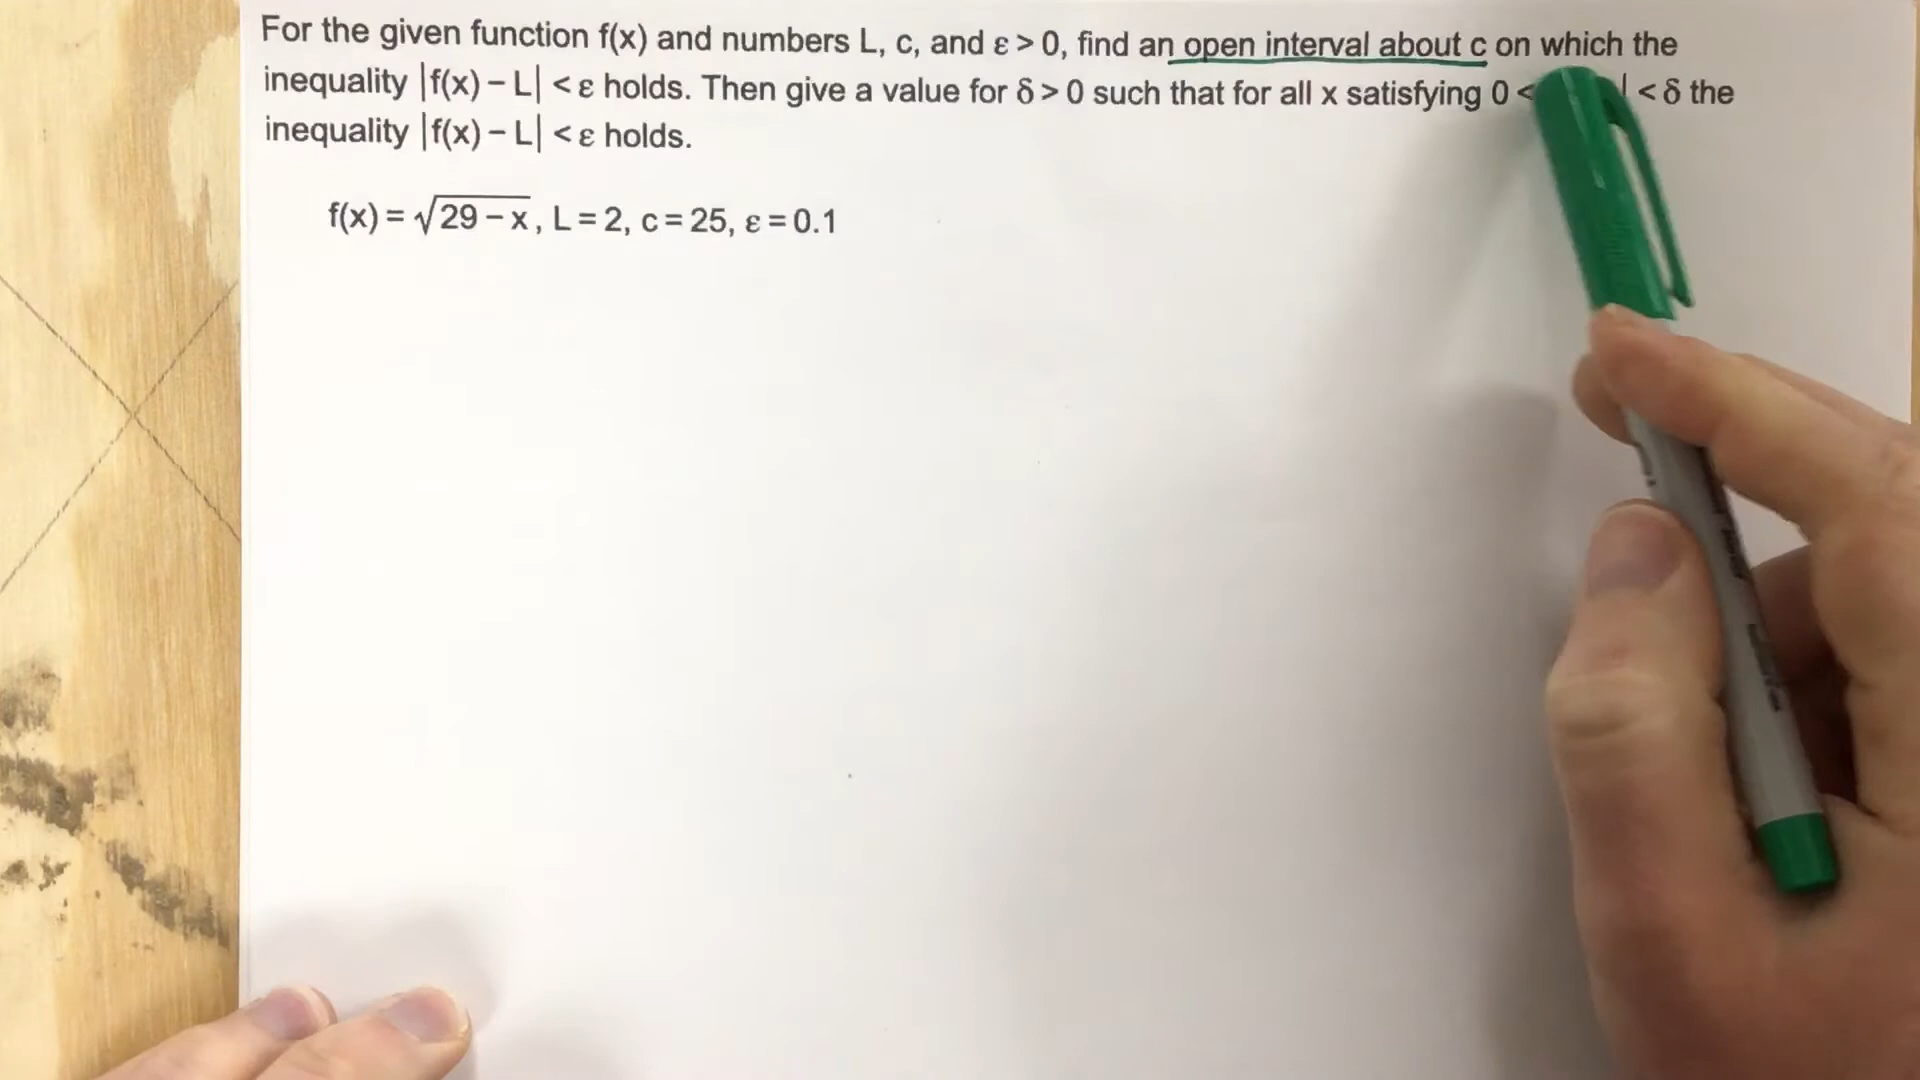 For the given function f(x) and numbers L, c, and ε > 0, find an open interval about c on which the
inequality |f(x) − L| < ε holds. Then give a value for δ > 0 such that for all x satisfying 0 < | < δ the
inequality |f(x) − L| < ε holds.
f(x) = √29 − x, L = 2, c = 25, ε = 0.1